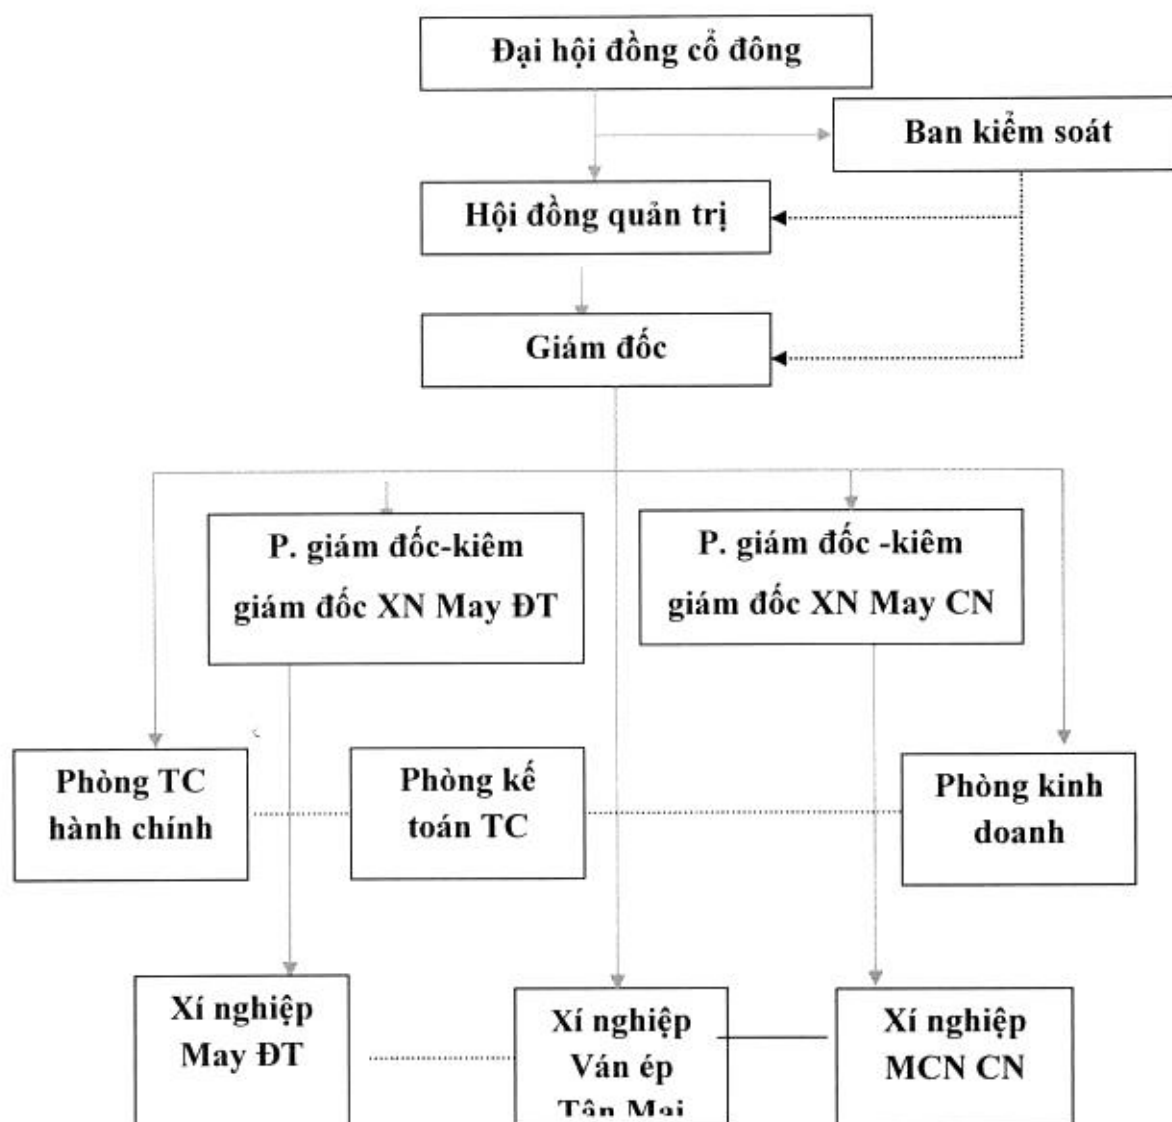 Đại hội đồng cổ đông
Ban kiểm soát
Hội đồng quản trị
Giám đốc
P. giám đốc-kiêm
giám đốc XN May ĐT
P. giám đốc -kiêm
giám đốc XN May CN
Phòng TC
hành chính
Phòng kế
toán TC
Phòng kinh
doanh
Xí nghiệp
May ĐT
Xí nghiệp
Ván ép
Tân Mai
Xí nghiệp
MCN CN